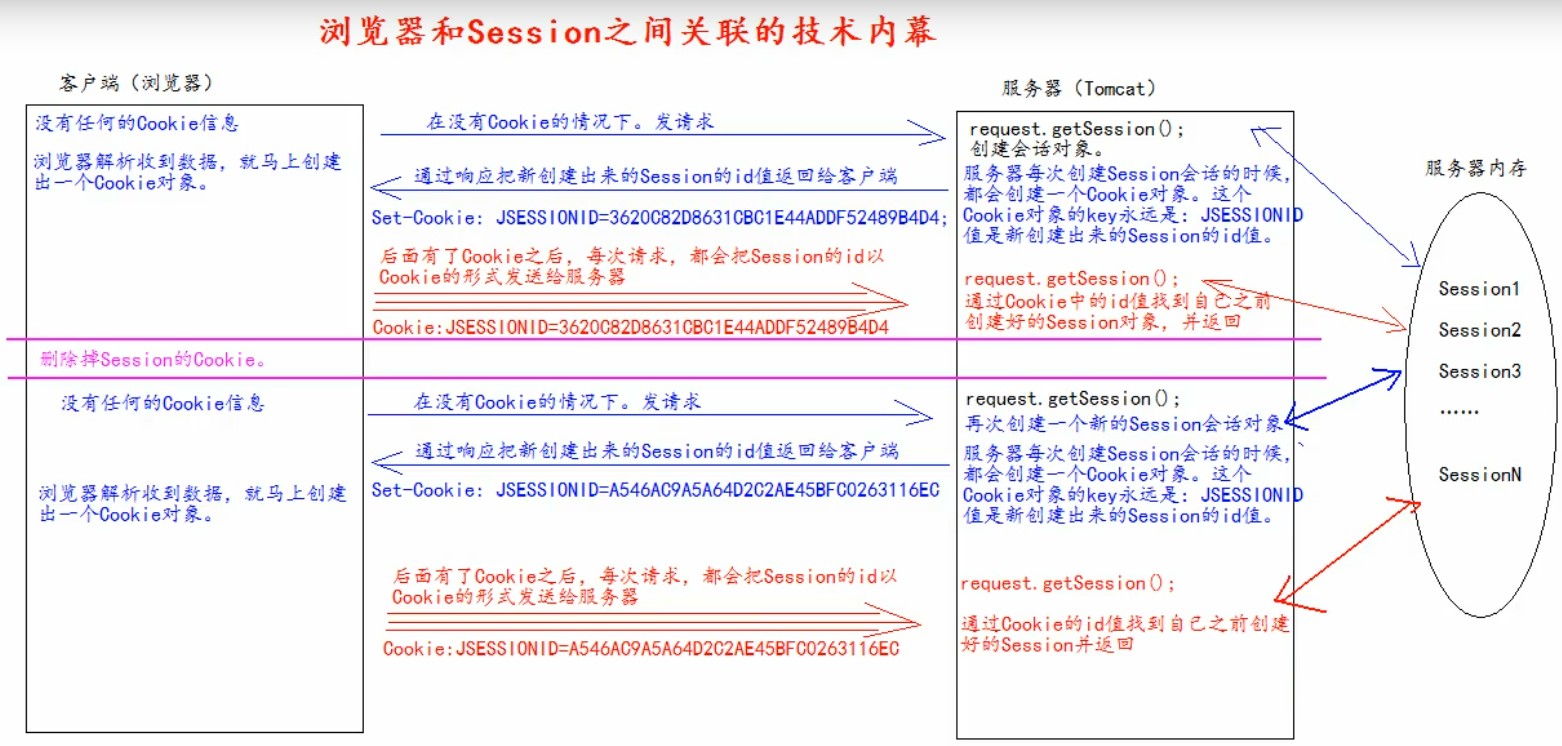 浏览器和Session之间关联的技术内幕
客户端（浏览器）
服务器（Tomcat）
没有任何的Cookie信息
在没有Cookie的情况下。发请求
request.getSession();
创建会话对象。
浏览器解析收到数据，就马上创建
出一个Cookie对象。
通过响应把新创建出来的Session的id值返回给客户端
服务器每次创建Session会话的时候，
都会创建一个Cookie对象。这个
Cookie对象的key永远是：JSESSIONID
值是新创建出来的Session的id值。
服务器内存
Set-Cookie: JSESSIONID=3620C82D8631CBC1E44ADDF52489B4D4;
后面有了Cookie之后，每次请求，都会把Session的id以
Cookie的形式发送给服务器
request.getSession();
通过Cookie中的id值找到自己之前
创建好的Session对象，并返回
Cookie:JSESSIONID=3620C82D8631CBC1E44ADDF52489B4D4
Session1
Session2
Session3
......
SessionN
删除掉Session的Cookie。
没有任何的Cookie信息
在没有Cookie的情况下。发请求
request.getSession();
再次创建一个新的Session会话对象
通过响应把新创建出来的Session的id值返回给客户端
服务器每次创建Session会话的时候，
都会创建一个Cookie对象。这个
Cookie对象的key永远是：JSESSIONID
值是新创建出来的Session的id值。
浏览器解析收到数据，就马上创建
出一个Cookie对象。
Set-Cookie: JSESSIONID=A546AC9A5A64D2C2AE45BFC0263116EC
后面有了Cookie之后，每次请求，都会把Session的id以
Cookie的形式发送给服务器
request.getSession();
通过Cookie的id值找到自己之前创建
好的Session并返回
Cookie:JSESSIONID=A546AC9A5A64D2C2AE45BFC0263116EC